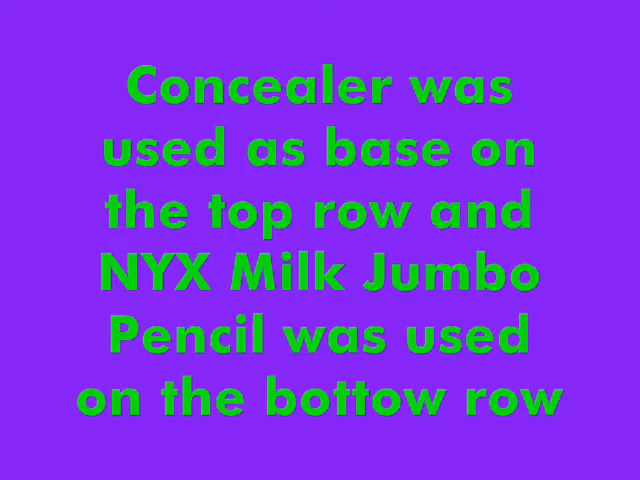 Concealer was
used as base on
the top row and
NYX Milk Jumbo
Pencil was used
on the bottow row